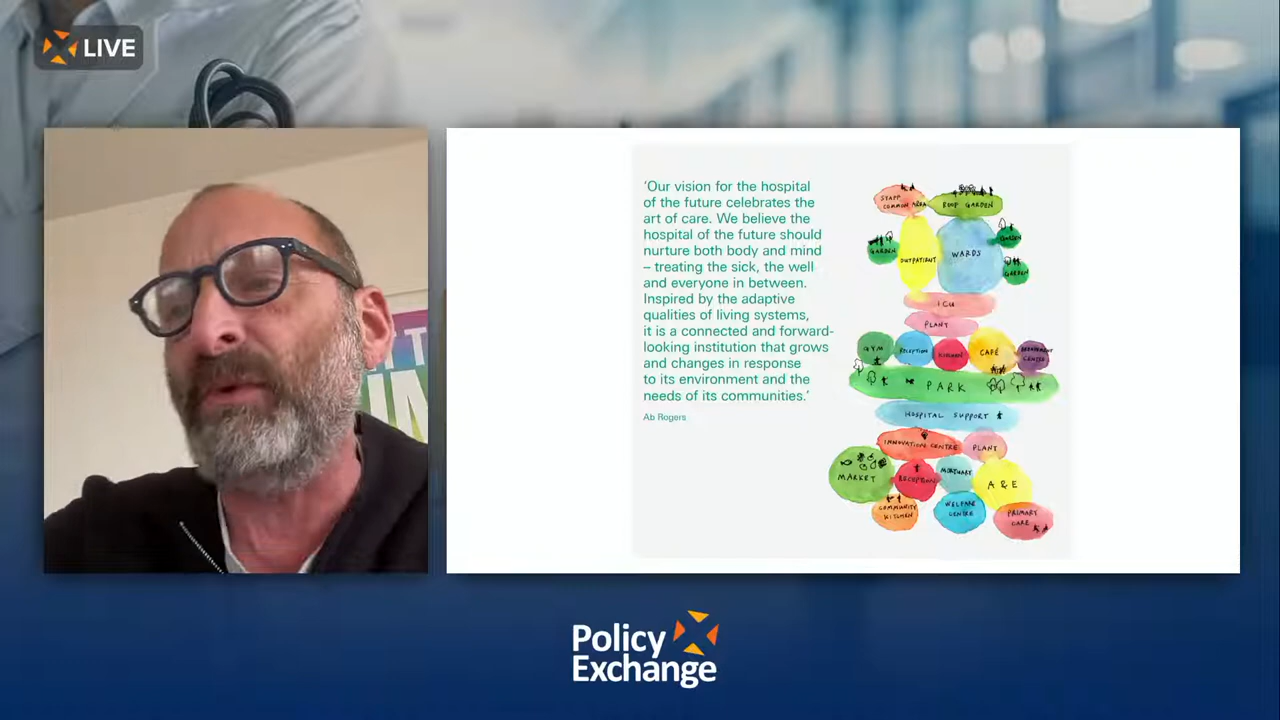 LIVE
'Our vision for the hospital
of the future celebrates the
art of care. We believe the
hospital of the future should
nurture both body and mind
– treating the sick, the well
and everyone in between.
Inspired by the adaptive
qualities of living systems,
it is a connected and forward-
looking institution that grows
and changes in response
to its environment and the
needs of its communities.'
Ab Rogers
STAFF
COMMON AREA
ROOF GARDEN
GARDEN
OUTPATIENT
WARDS
GARDEN
GARDEN
ICU
PLANT
GYM
RECEPTION
KITCHEN
CAFÉ
CENTRE
PARK
HOSPITAL SUPPORT
INNOVATION CENTRE
PLANT
MARKET
RECEPTION
MORTUARY
A & E
COMMUNITY
KITCHEN
WELFARE
CENTRE
PRIMARY
CARE
Policy
Exchange